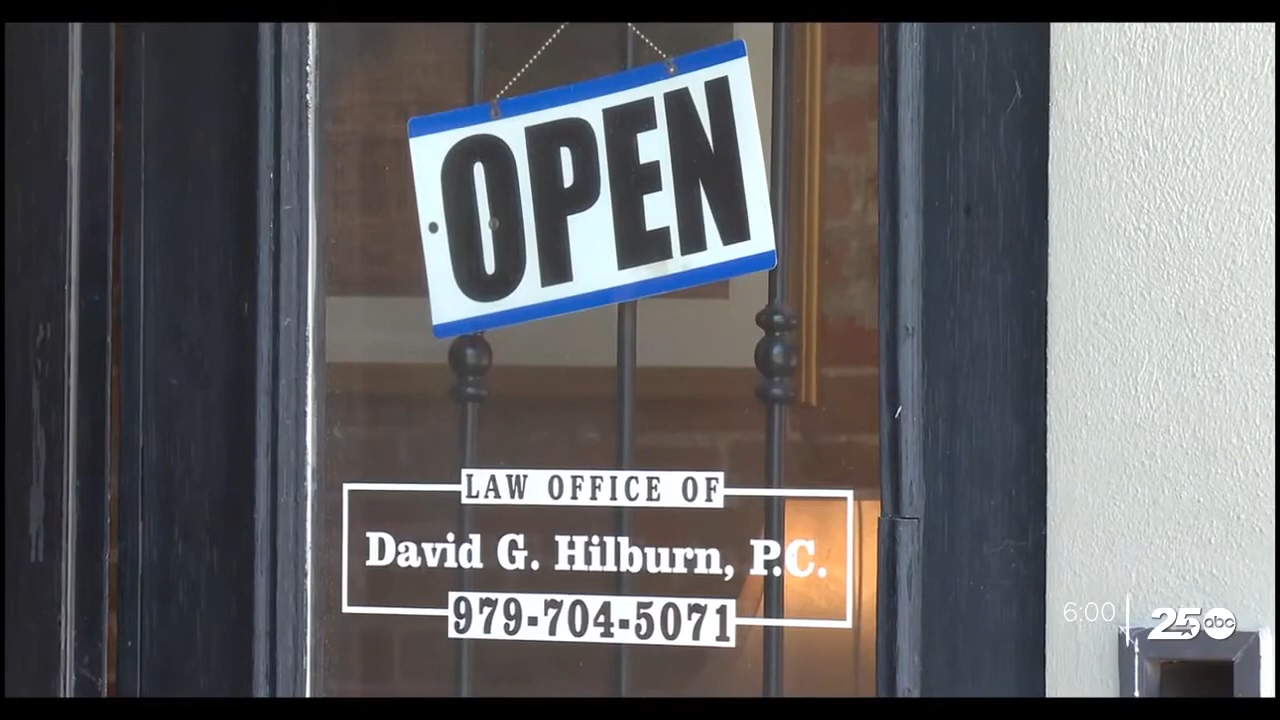 OPEN
LAW OFFICE OF
David G. Hilburn, P.C.
979-704-5071
6:00
25 abc